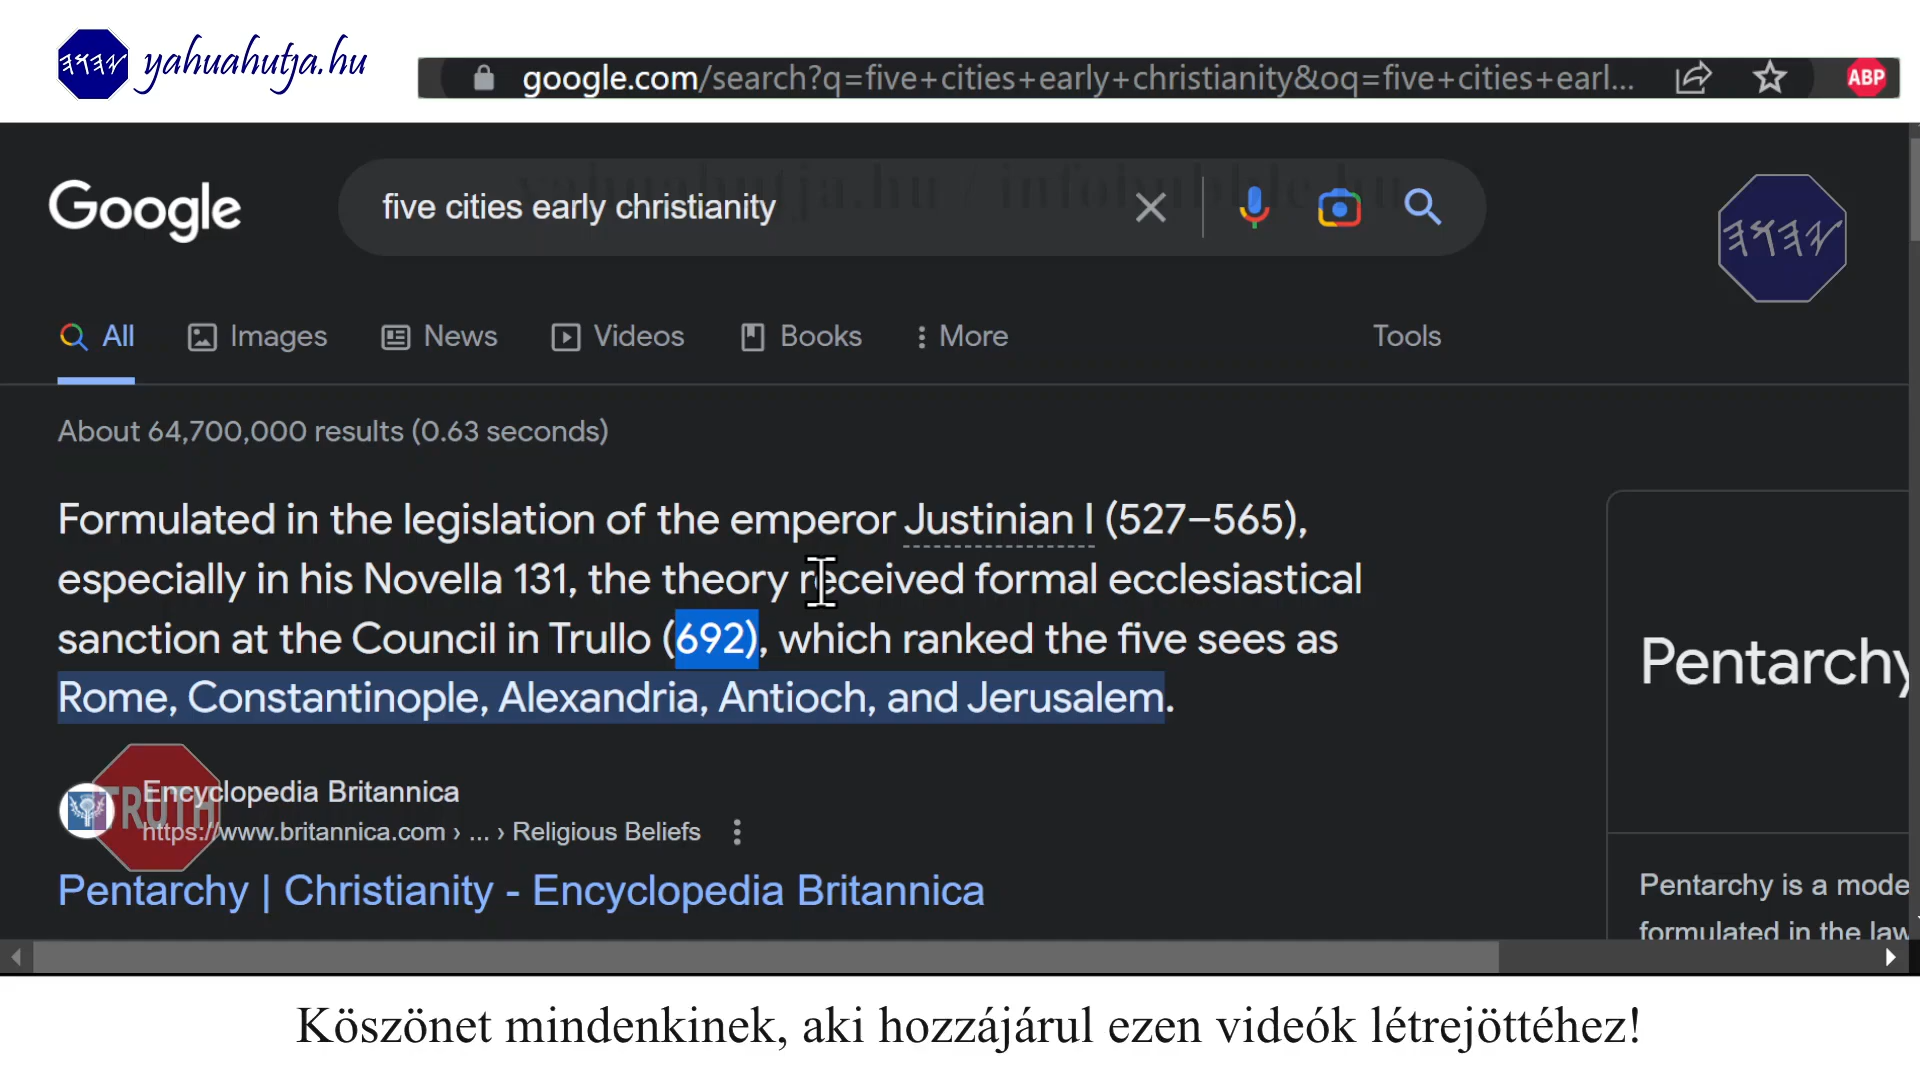 yahuahutja.hu
google.com/search?q=five+cities+early+christianity&oq=five+cities+earl...
ABP
Google
five cities early christianity
yahuahutja.hu /
All
Images
News
Videos
Books
More
Tools
About 64,700,000 results (0.63 seconds)
Formulated in the legislation of the emperor Justinian I (527–565),
especially in his Novella 131, the theory received formal ecclesiastical
sanction at the Council in Trullo (692), which ranked the five sees as
Rome, Constantinople, Alexandria, Antioch, and Jerusalem.
TRUTH
Encyclopedia Britannica
https://www.britannica.com › ... › Religious Beliefs
Pentarchy | Christianity - Encyclopedia Britannica
Pentarchy
Pentarchy is a mode
formulated in the law
Köszönet mindenkinek, aki hozzájárul ezen videók létrejöttéhez!